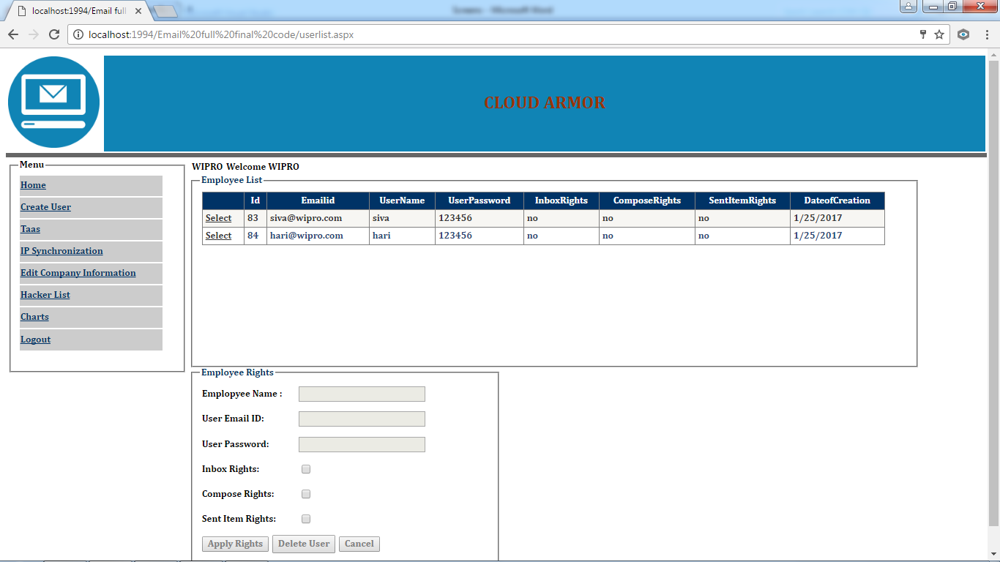 localhost:1994/Email full
Screens - Microsoft Word
localhost:1994/Email%20full%20final%20code/userlist.aspx
CLOUD ARMOR
Menu
Home
Create User
Taas
IP Synchronization
Edit Company Information
Hacker List
Charts
Logout
WIPRO Welcome WIPRO
Employee List
Id Emailid UserName UserPassword InboxRights ComposeRights SentItemRights DateofCreation
Select 83 siva@wipro.com siva 123456 no no no 1/25/2017
Select 84 hari@wipro.com hari 123456 no no no 1/25/2017
Employee Rights
Emplopyee Name :
User Email ID:
User Password:
Inbox Rights:
Compose Rights:
Sent Item Rights:
Apply Rights Delete User Cancel